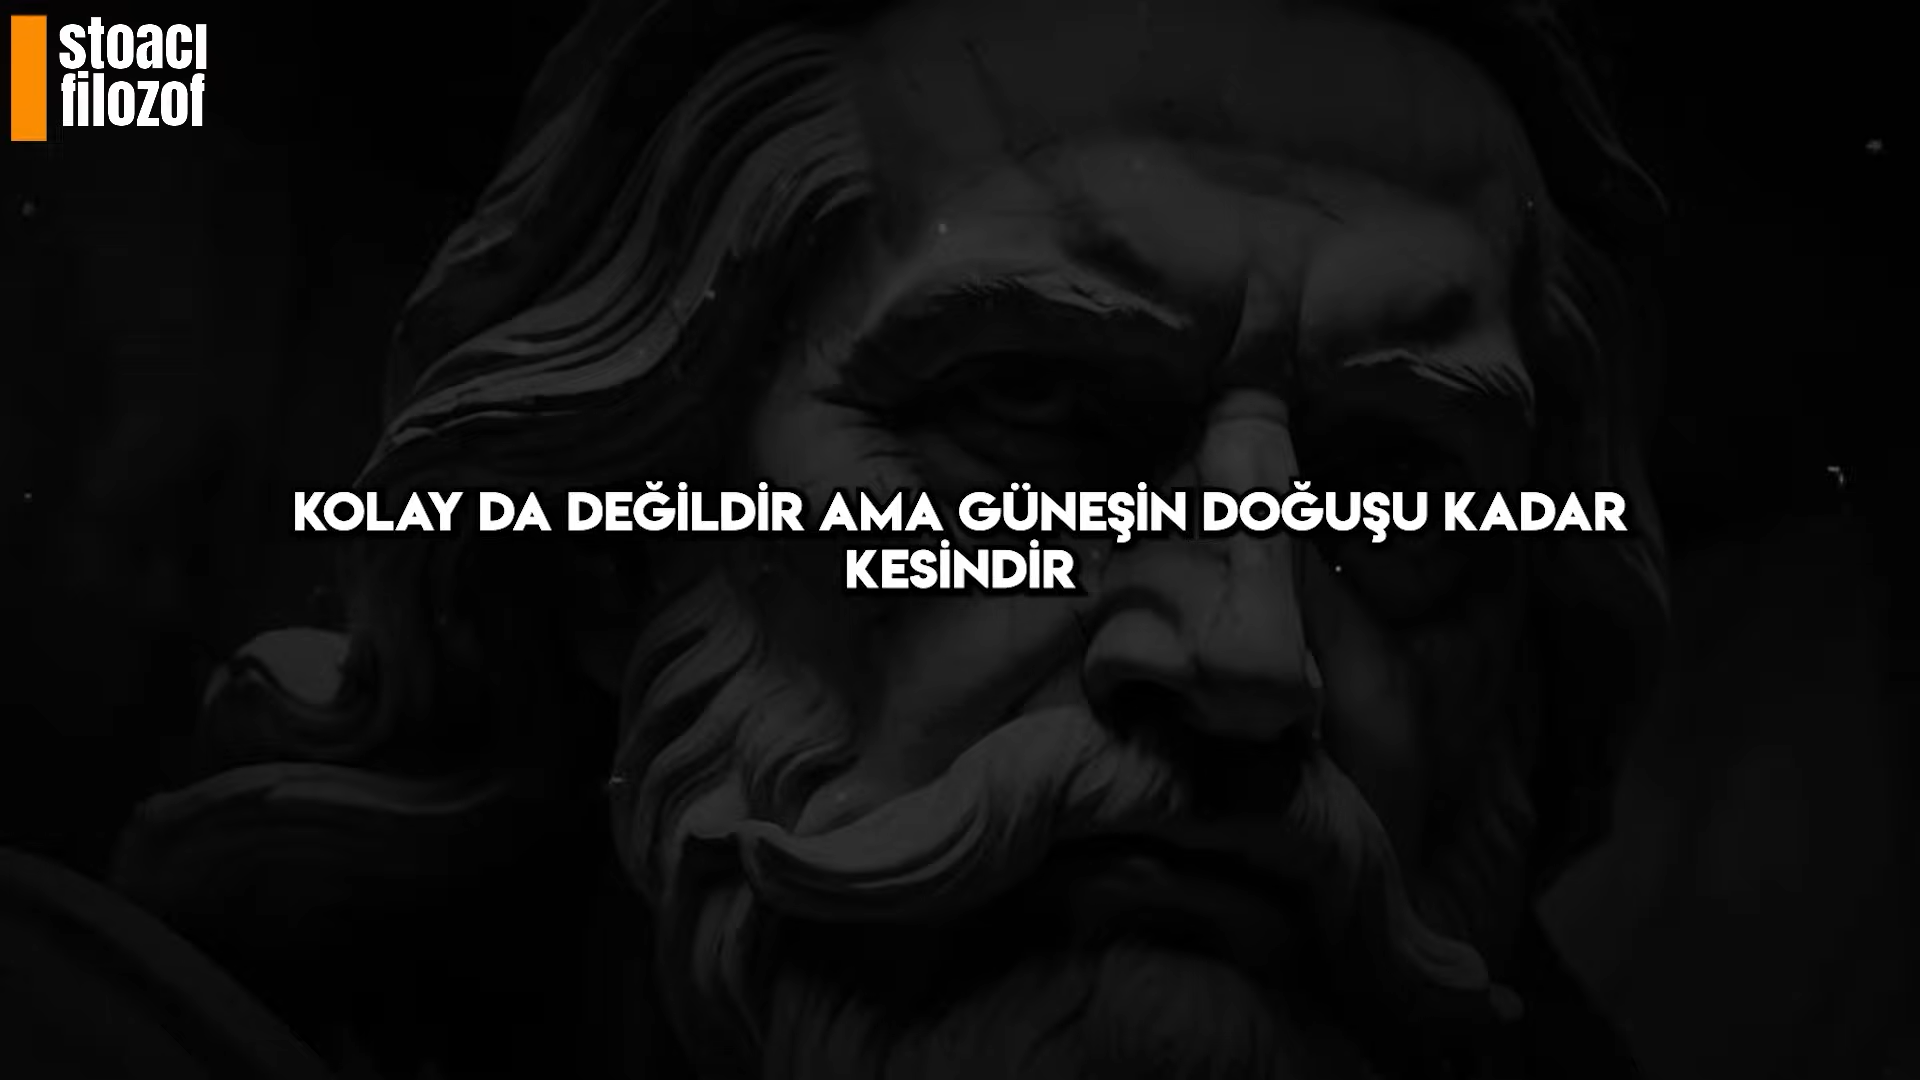 stoacı
filozof
KOLAY DA DEĞİLDİR AMA GÜNEŞİN DOĞUŞU KADAR
KESİNDİR